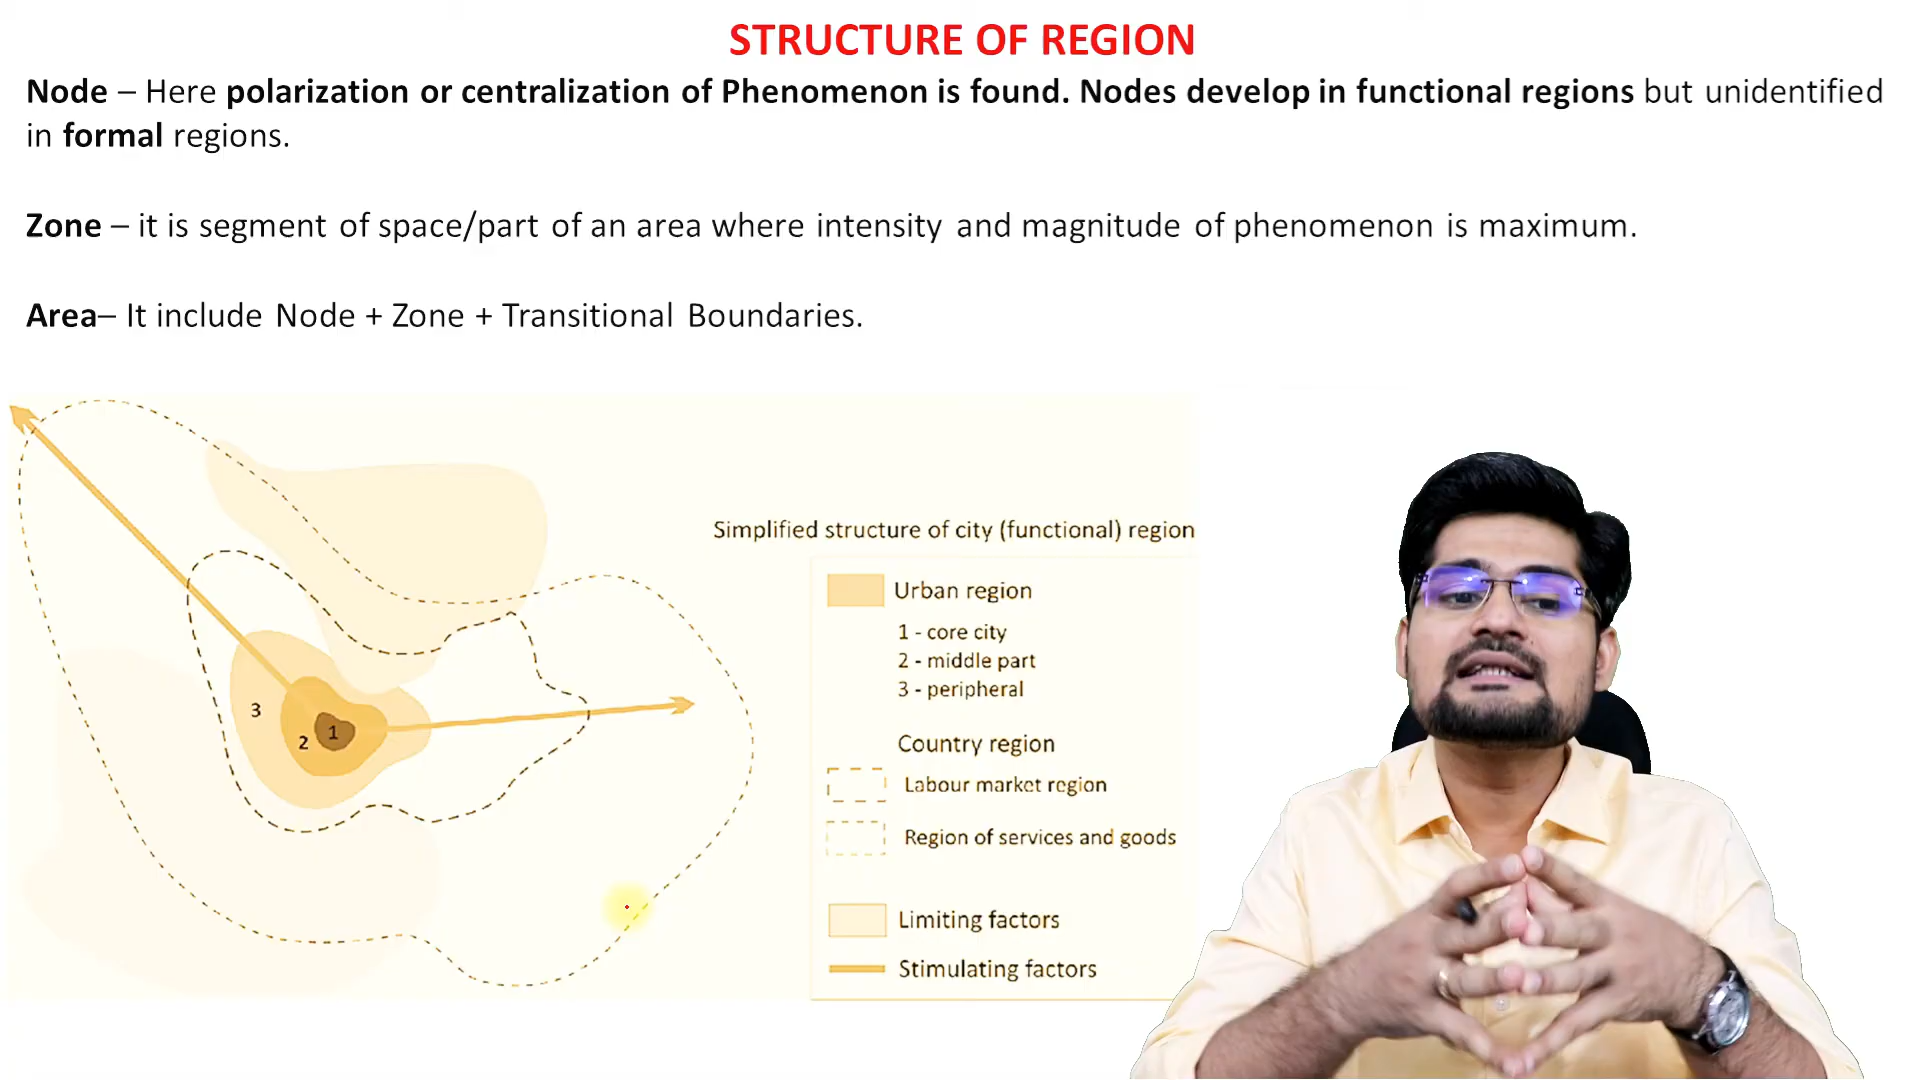 STRUCTURE OF REGION
Node – Here polarization or centralization of Phenomenon is found. Nodes develop in functional regions but unidentified
in formal regions.
Zone – it is segment of space/part of an area where intensity and magnitude of phenomenon is maximum.
Area– It include Node + Zone + Transitional Boundaries.
3
2
1
Simplified structure of city (functional) region
Urban region
1 - core city
2 - middle part
3 - peripheral
Country region
Labour market region
Region of services and goods
Limiting factors
Stimulating factors